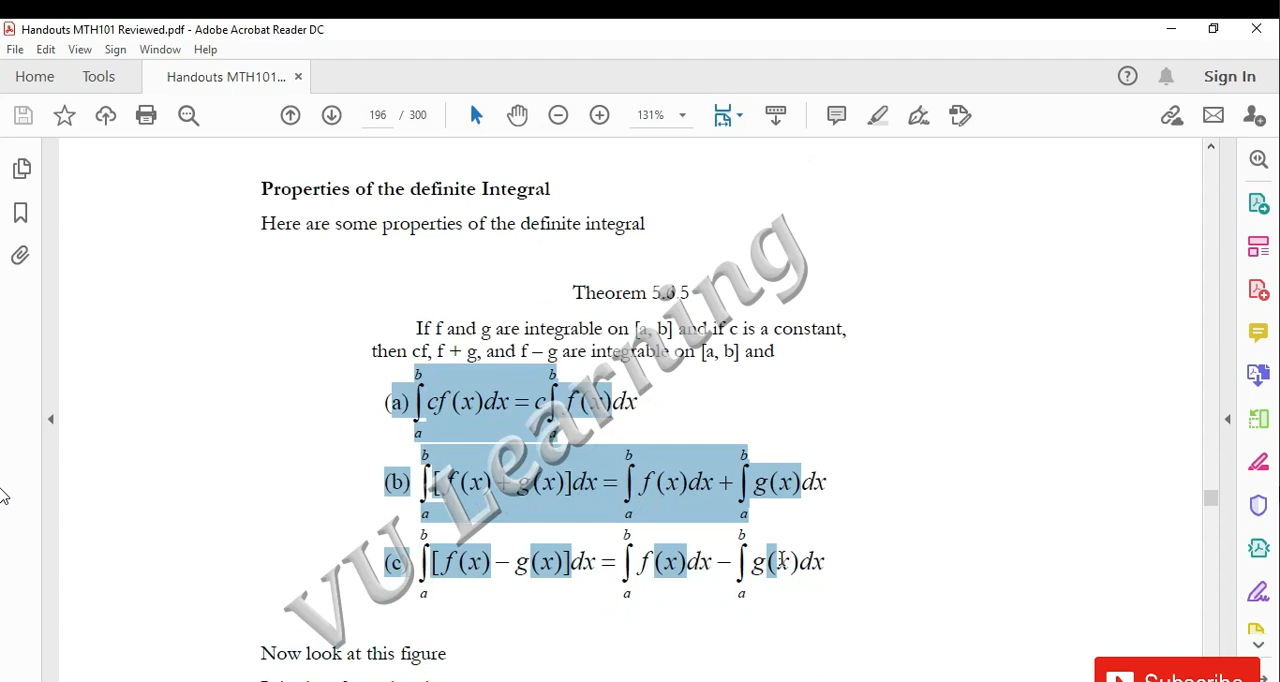 Handouts MTH101 Reviewed.pdf - Adobe Acrobat Reader DC
File Edit View Sign Window Help
Home Tools Handouts MTH101... × Sign In
196 / 300 131%
Properties of the definite Integral
Here are some properties of the definite integral
Theorem 5.6.5
If f and g are integrable on [a, b] and if c is a constant,
then cf, f + g, and f – g are integrable on [a, b] and
(a) ∫_a^b cf(x)dx = c∫_a^b f(x)dx
(b) ∫_a^b [f(x) + g(x)]dx = ∫_a^b f(x)dx + ∫_a^b g(x)dx
(c) ∫_a^b [f(x) − g(x)]dx = ∫_a^b f(x)dx − ∫_a^b g(x)dx
VU Learning
Now look at this figure
Subscribe